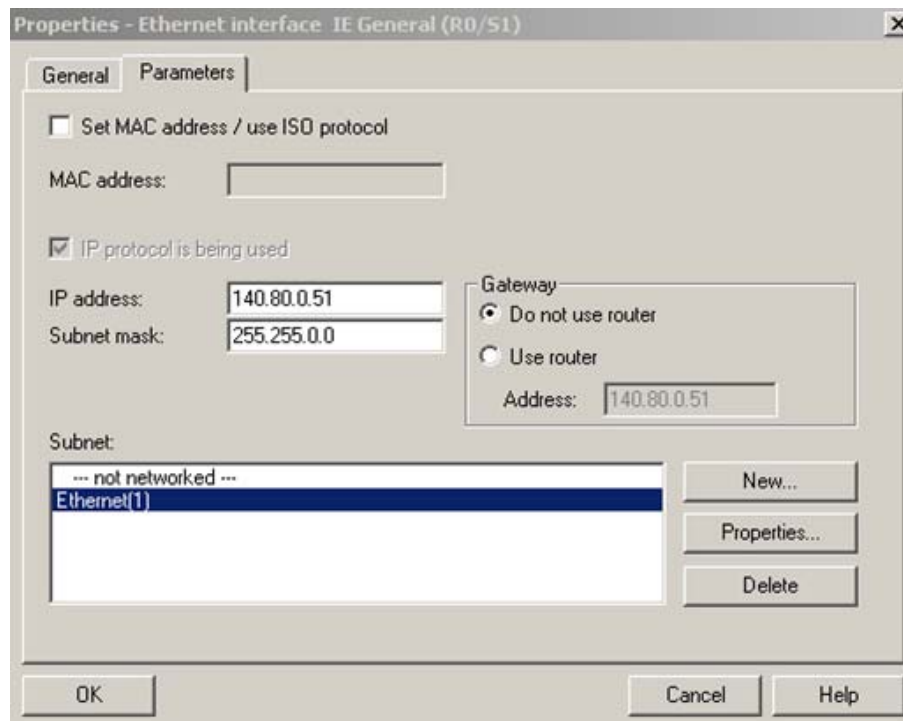 Properties - Ethernet interface IE General (R0/S1)
General
Parameters
Set MAC address / use ISO protocol
MAC address:
IP protocol is being used
IP address:
140.80.0.51
Subnet mask:
255.255.0.0
Gateway
Do not use router
Use router
Address:
140.80.0.51
Subnet:
--- not networked ---
Ethernet(1)
New...
Properties...
Delete
OK
Cancel
Help